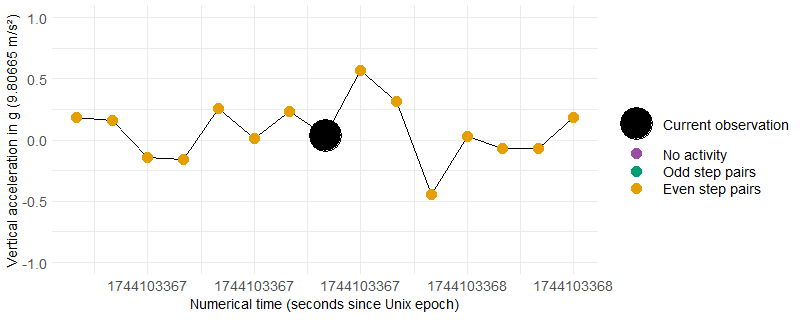 Vertical acceleration in g (9.80665 m/s²)
1.0
0.5
0.0
-0.5
-1.0
1744103367
1744103367
1744103367
1744103368
1744103368
Numerical time (seconds since Unix epoch)
Current observation
No activity
Odd step pairs
Even step pairs